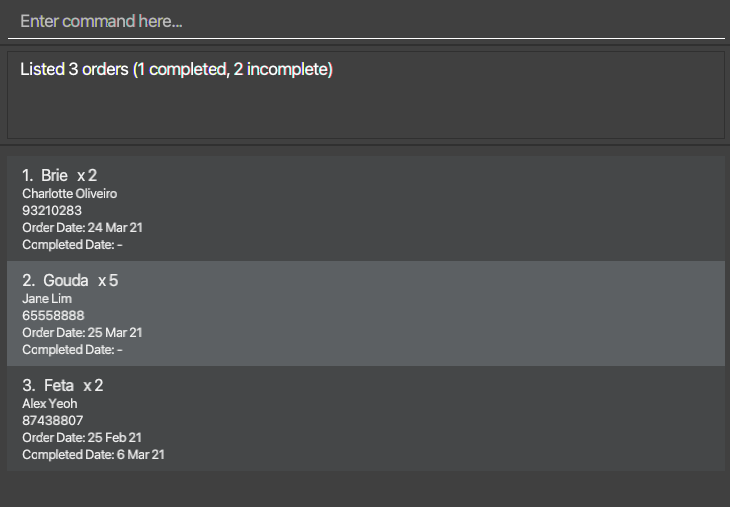 Enter command here...
Listed 3 orders (1 completed, 2 incomplete)
1. Brie x 2
Charlotte Oliveiro
93210283
Order Date: 24 Mar 21
Completed Date: -
2. Gouda x 5
Jane Lim
65558888
Order Date: 25 Mar 21
Completed Date: -
3. Feta x 2
Alex Yeoh
87438807
Order Date: 25 Feb 21
Completed Date: 6 Mar 21